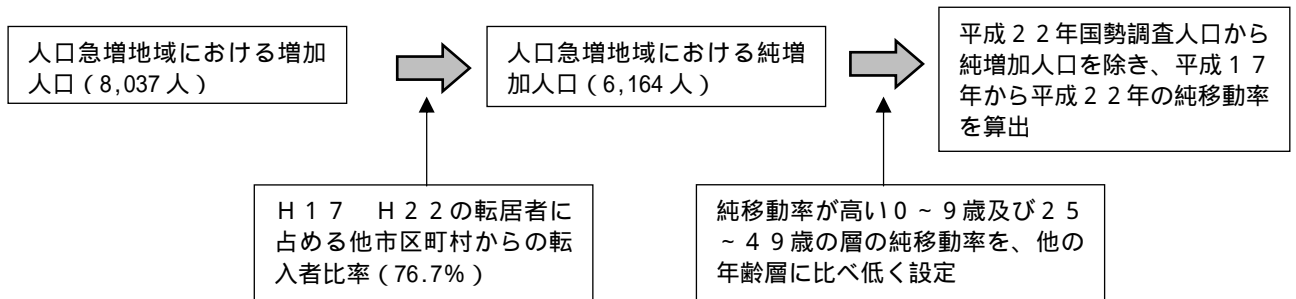 人口急増地域における増加
人口（8,037 人）
人口急増地域における純増
加人口（6,164 人）
平成２２年国勢調査人口から
純増加人口を除き、平成１７
年から平成２２年の純移動率
を算出
Ｈ１７　Ｈ２２の転居者に
占める他市区町村からの転
入者比率（76.7%）
純移動率が高い０～９歳及び２５
～４９歳の層の純移動率を、他の
年齢層に比べ低く設定